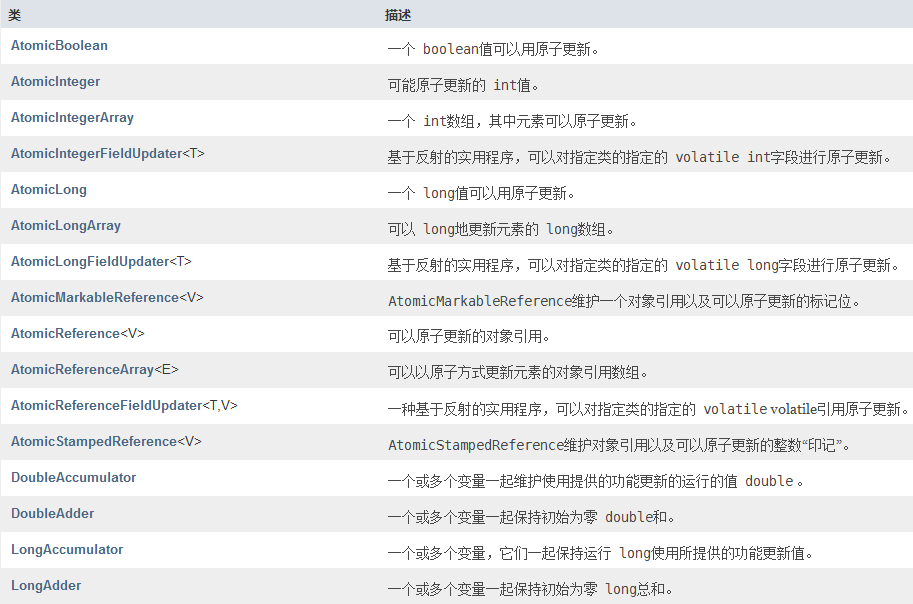 类 描述
AtomicBoolean 一个 boolean值可以用原子更新。
AtomicInteger 可能原子更新的 int值。
AtomicIntegerArray 一个 int数组，其中元素可以原子更新。
AtomicIntegerFieldUpdater<T> 基于反射的实用程序，可以对指定类的指定的 volatile int字段进行原子更新。
AtomicLong 一个 long值可以用原子更新。
AtomicLongArray 可以 long地更新元素的 long数组。
AtomicLongFieldUpdater<T> 基于反射的实用程序，可以对指定类的指定的 volatile long字段进行原子更新。
AtomicMarkableReference<V> AtomicMarkableReference维护一个对象引用以及可以原子更新的标记位。
AtomicReference<V> 可以原子更新的对象引用。
AtomicReferenceArray<E> 可以以原子方式更新元素的对象引用数组。
AtomicReferenceFieldUpdater<T,V> 一种基于反射的实用程序，可以对指定类的指定的 volatile volatile引用原子更新。
AtomicStampedReference<V> AtomicStampedReference维护对象引用以及可以原子更新的整数“印记”。
DoubleAccumulator 一个或多个变量一起维护使用提供的功能更新的运行的值 double 。
DoubleAdder 一个或多个变量一起保持初始为零 double和。
LongAccumulator 一个或多个变量，它们一起保持运行 long使用所提供的功能更新值。
LongAdder 一个或多个变量一起保持初始为零 long总和。